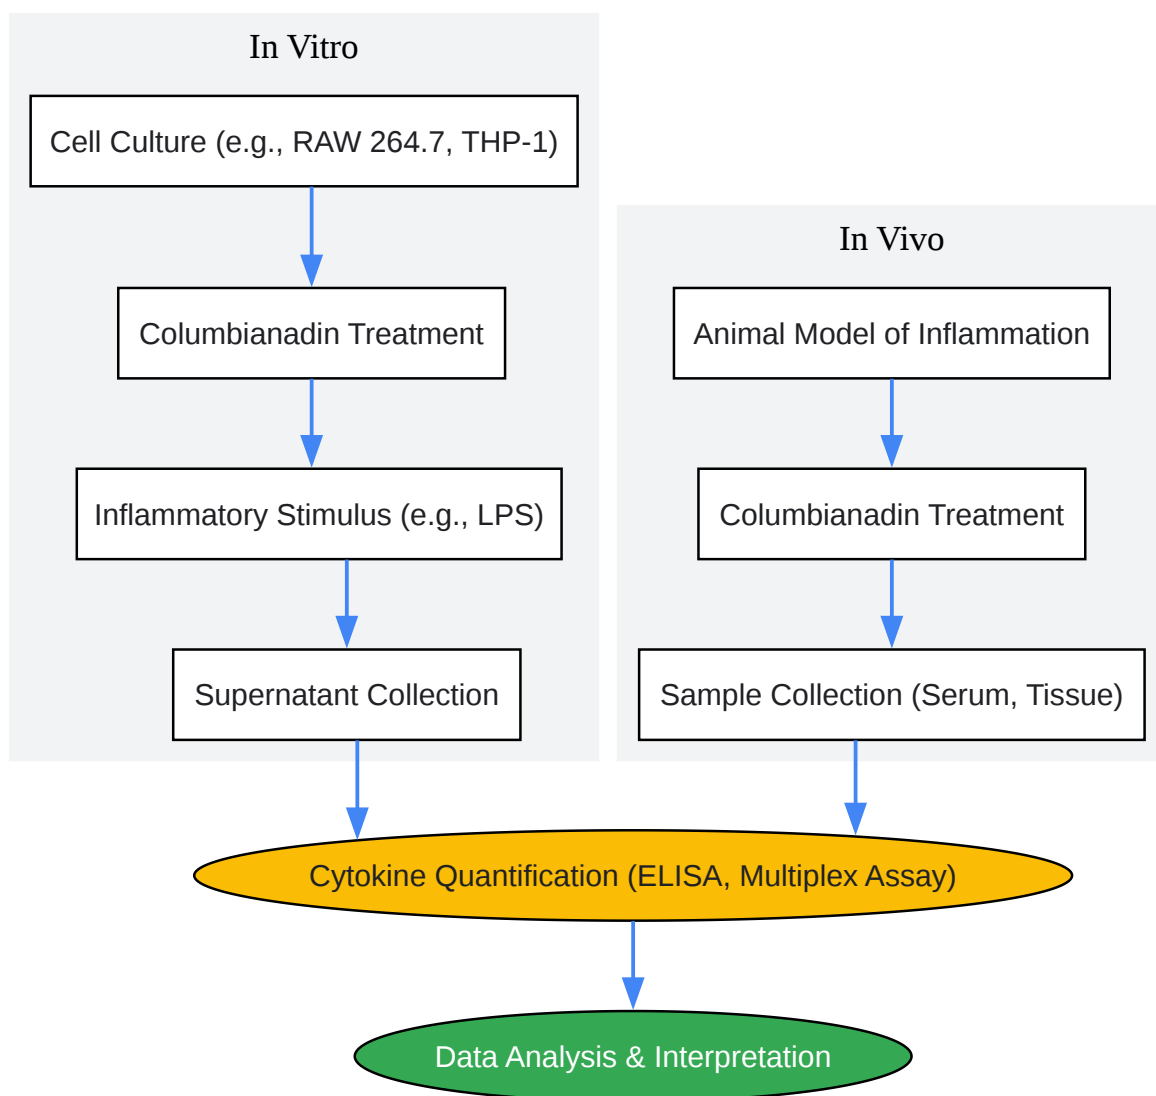 In Vitro
Cell Culture (e.g., RAW 264.7, THP-1)
Columbianadin Treatment
Inflammatory Stimulus (e.g., LPS)
Supernatant Collection
In Vivo
Animal Model of Inflammation
Columbianadin Treatment
Sample Collection (Serum, Tissue)
Cytokine Quantification (ELISA, Multiplex Assay)
Data Analysis & Interpretation